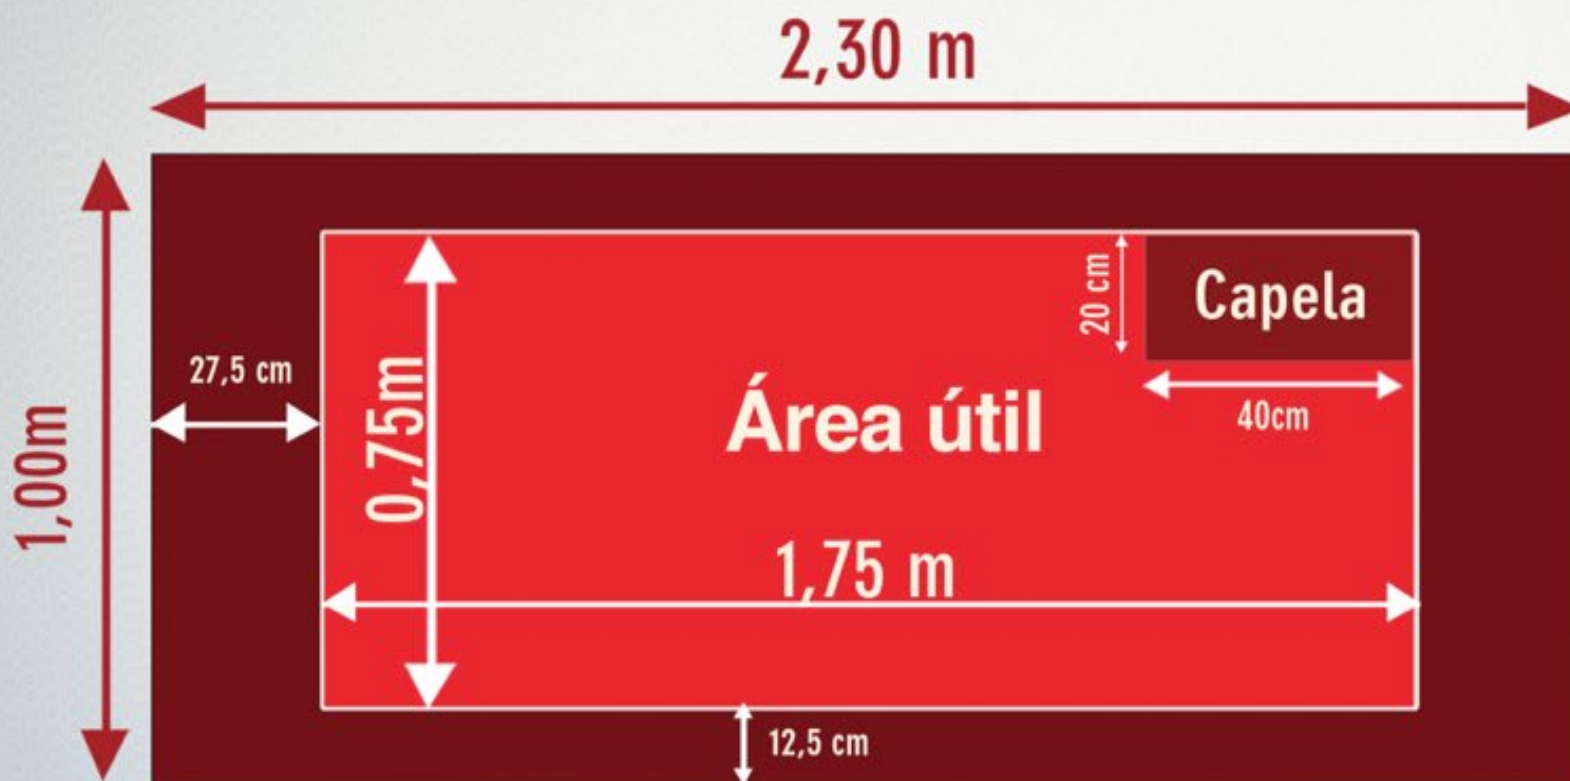 2,30 m
1,00m
27,5 cm
0,75m
20 cm
Capela
40cm
Área útil
1,75 m
12,5 cm